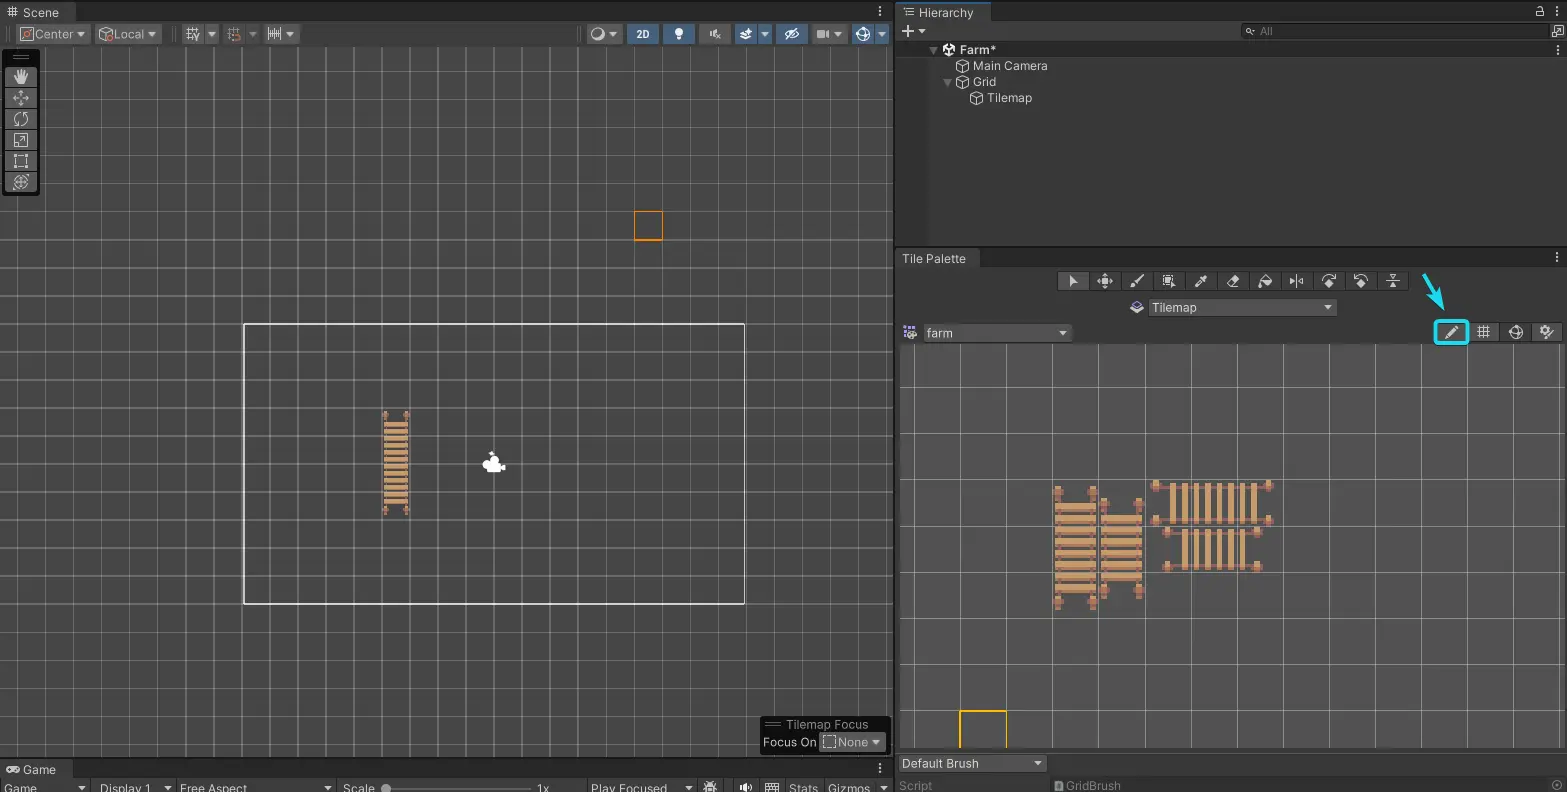 Scene
Center
Local
2D
Tilemap Focus
Focus On
None
Game
Game
Display 1
Free Aspect
Scale
1x
Play Focused
Stats
Gizmos
Hierarchy
All
Farm*
Main Camera
Grid
Tilemap
Tile Palette
Tilemap
farm
Default Brush
Script
GridBrush